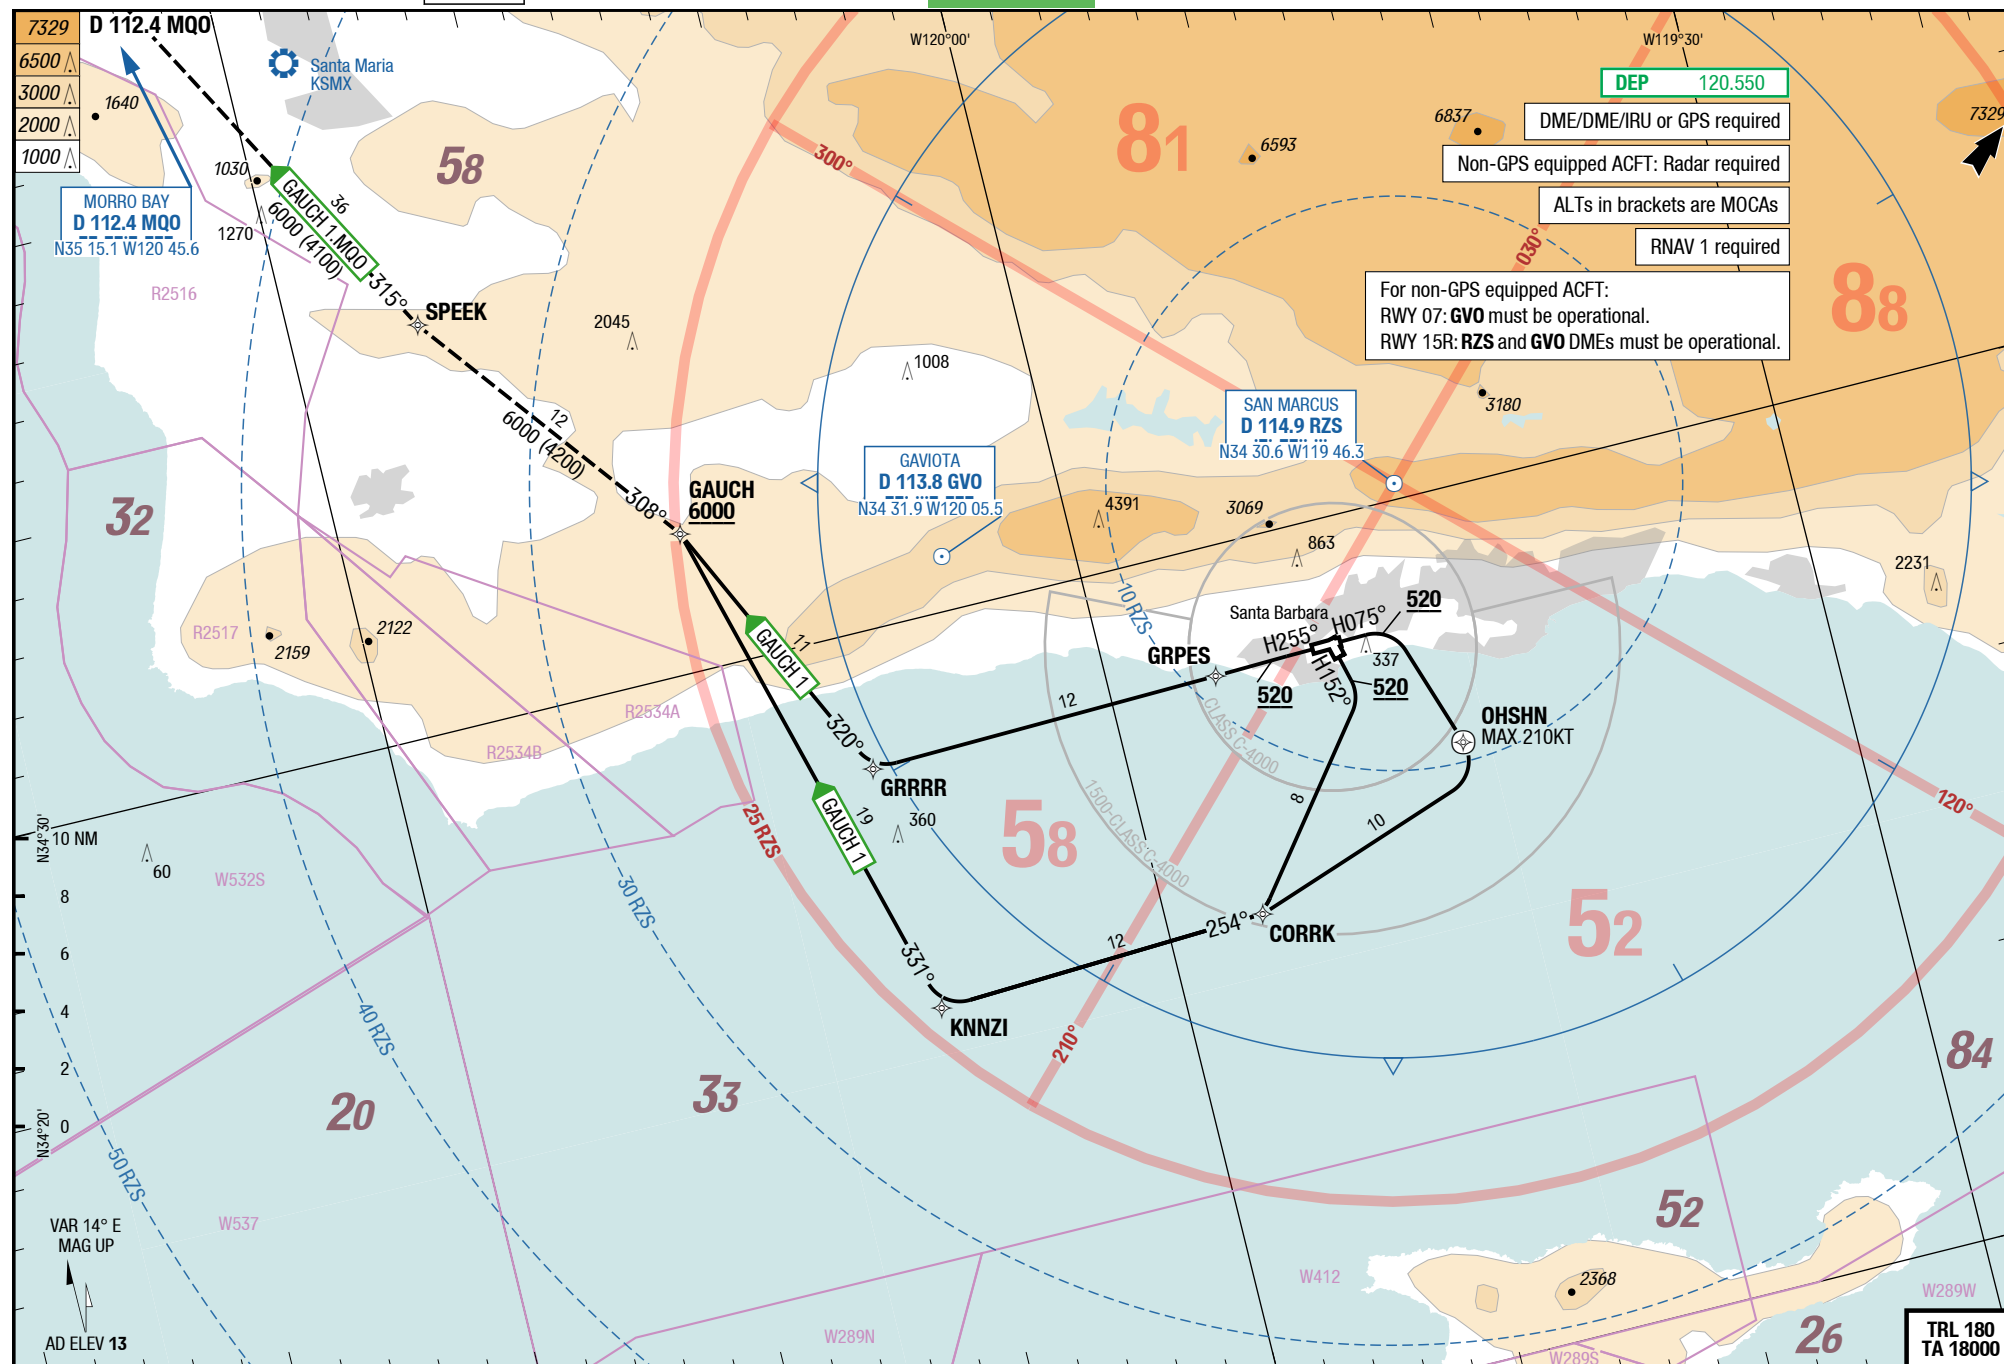 7329
6500
3000
2000
1000
D 112.4 MQO
1640
Santa Maria
KSMX
W120°00'
W119°30'
DEP 120.550
DME/DME/IRU or GPS required
Non-GPS equipped ACFT: Radar required
ALTs in brackets are MOCAs
RNAV 1 required
For non-GPS equipped ACFT:
RWY 07: GVO must be operational.
RWY 15R: RZS and GVO DMEs must be operational.
7329
6837
6593
81
88
58
300°
030°
1030
1270
MORRO BAY
D 112.4 MQO
N35 15.1 W120 45.6
R2516
36
GAUCH 1.MQO
6000 (4100)
315°
SPEEK
2045
1008
12
6000 (4200)
308°
GAUCH
6000
GAVIOTA
D 113.8 GVO
N34 31.9 W120 05.5
SAN MARCUS
D 114.9 RZS
N34 30.6 W119 46.3
3180
4391
3069
863
2231
32
R2517
2159
2122
10 RZS
Santa Barbara
H255°
H075°
520
337
H152°
520
520
GRPES
11
GAUCH 1
320°
12
R2534A
R2534B
GRRRR
CLASS C-4000
1500-CLASS C-4000
OHSHN
MAX 210KT
120°
GAUCH 1
19
360
25 RZS
58
8
10
52
N34°30'
10 NM
8
6
4
2
0
N34°20'
60
W532S
30 RZS
331°
12
254°
CORRK
KNNZI
40 RZS
210°
84
20
33
50 RZS
W537
52
VAR 14° E
MAG UP
AD ELEV 13
W412
2368
W289W
W289N
W289S
26
TRL 180
TA 18000